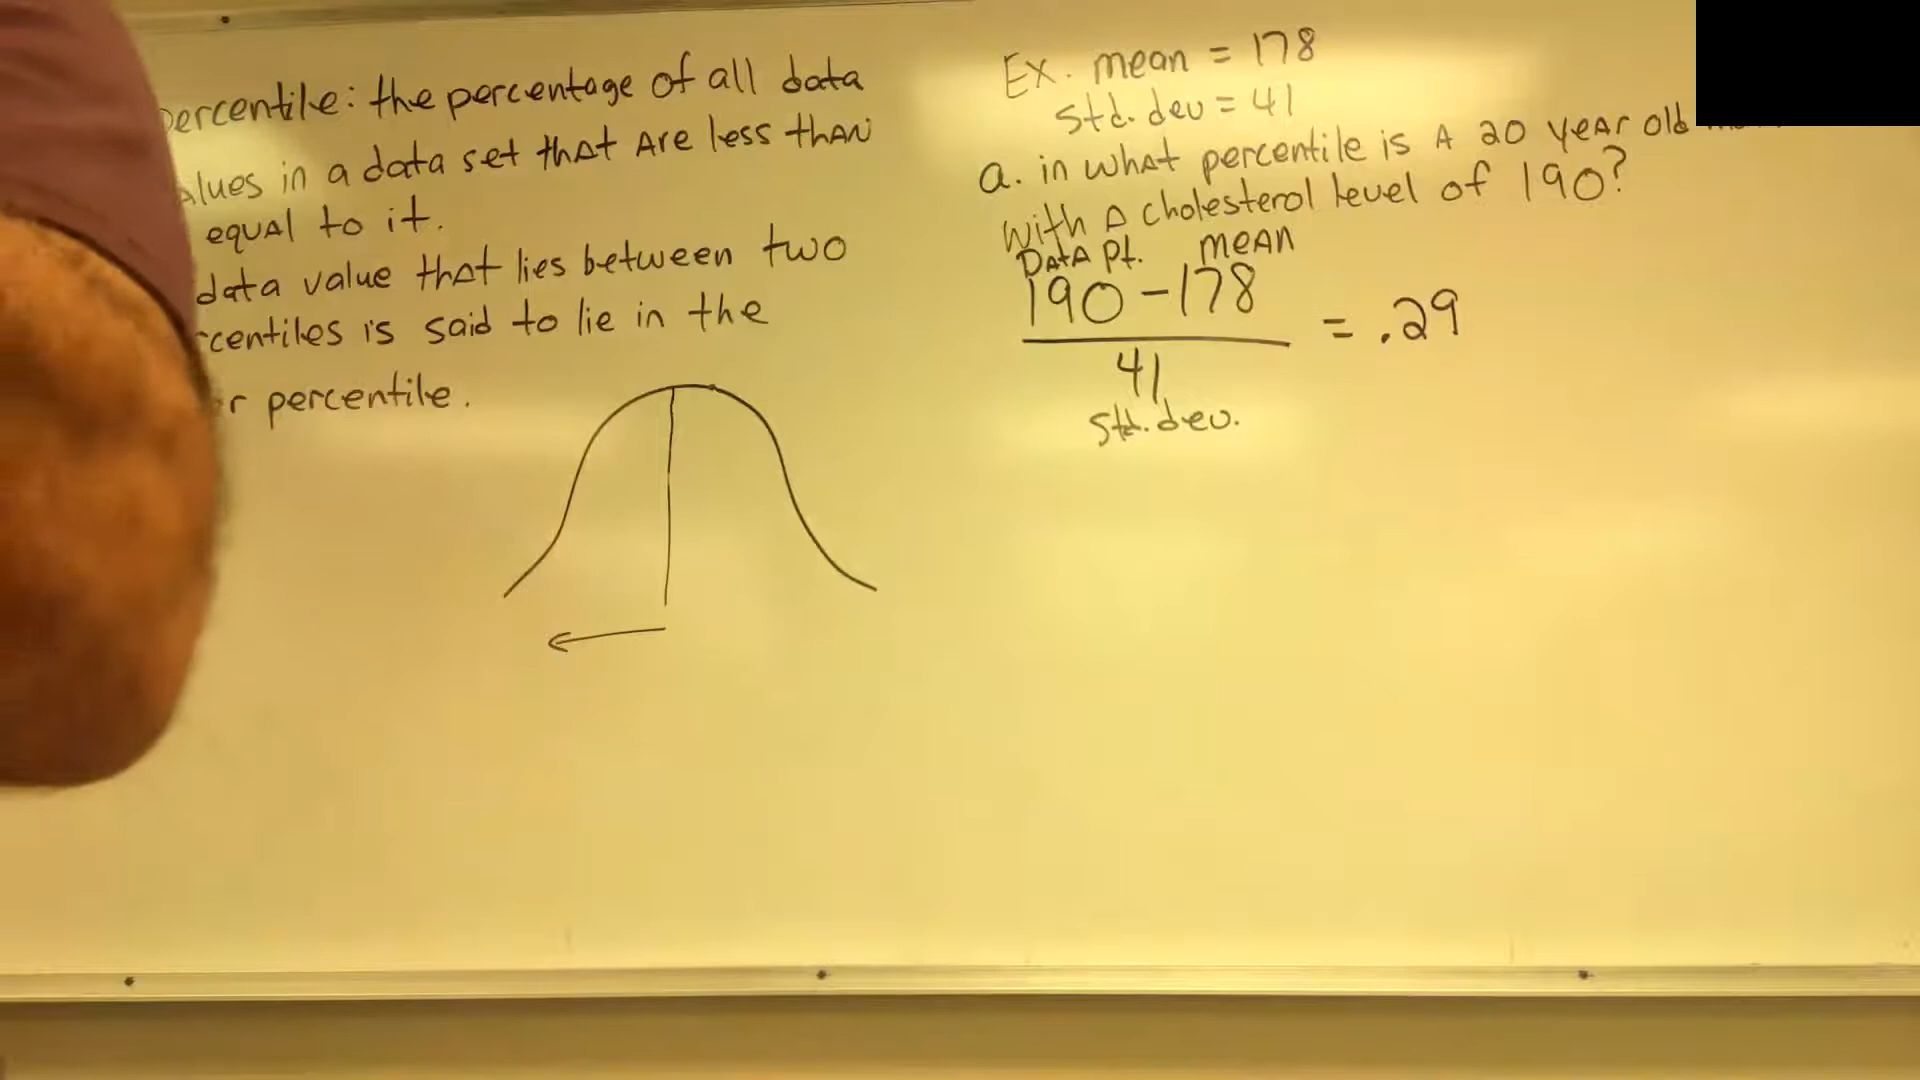 percentile: the percentage of all data
alues in a data set that are less than
equal to it.
data value that lies between two
rcentiles is said to lie in the
r percentile.
Ex. mean = 178
std. dev = 41
a. in what percentile is a 20 year old
with a cholesterol level of 190?
Data Pt. mean
190 - 178
= .29
41
std. dev.